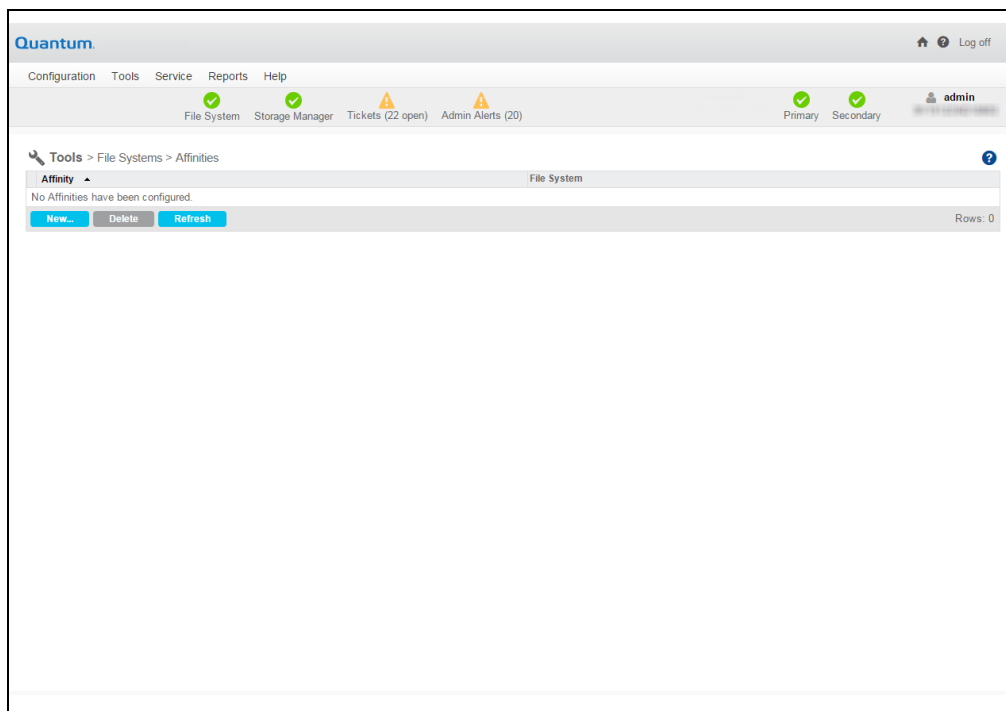 Quantum.
Log off
Configuration Tools Service Reports Help
File System Storage Manager Tickets (22 open) Admin Alerts (20) Primary Secondary admin
Tools > File Systems > Affinities
Affinity File System
No Affinities have been configured.
New... Delete Refresh Rows: 0